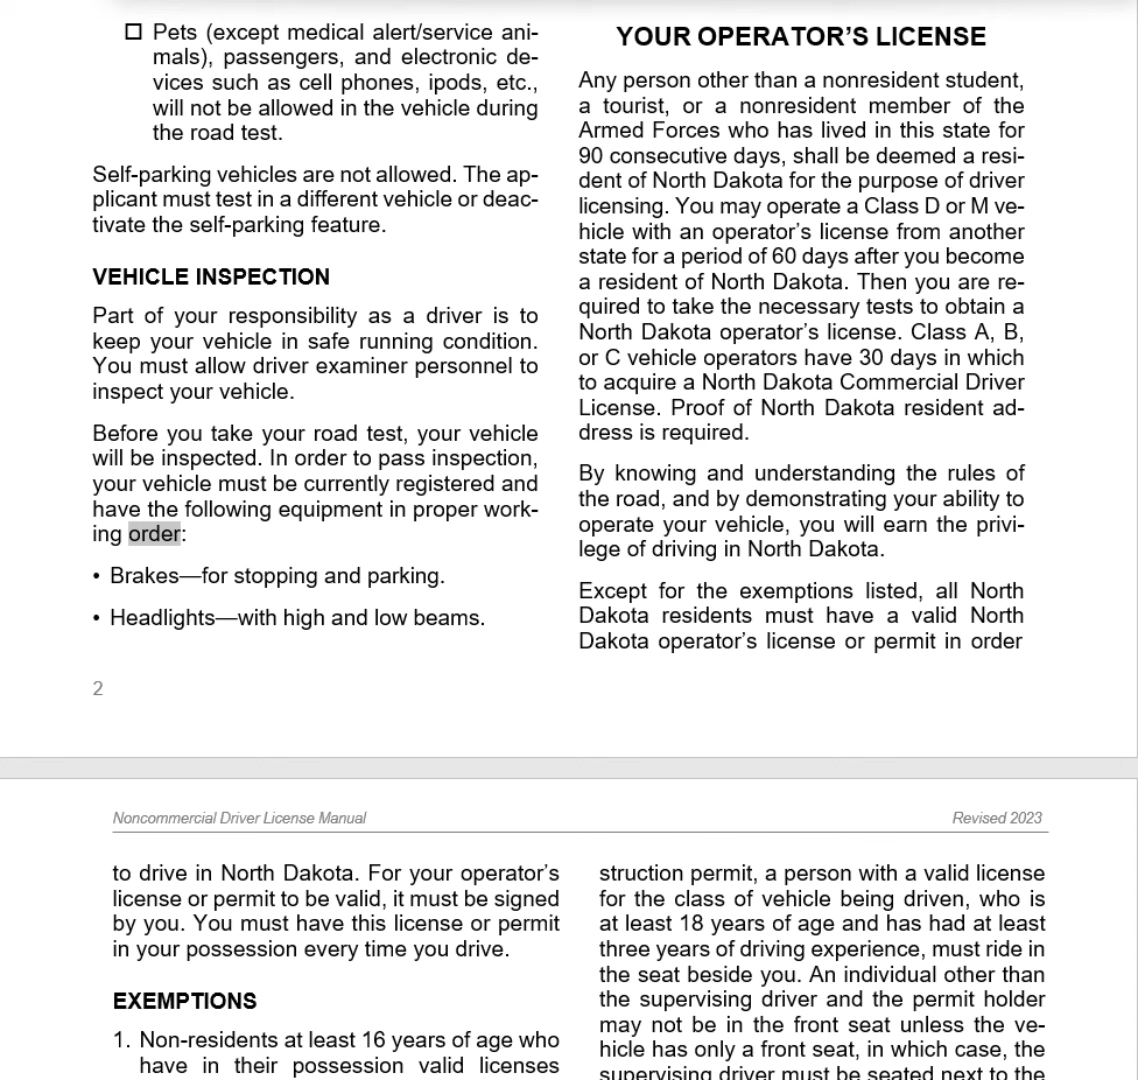 ☐ Pets (except medical alert/service ani-
mals), passengers, and electronic de-
vices such as cell phones, ipods, etc.,
will not be allowed in the vehicle during
the road test.
Self-parking vehicles are not allowed. The ap-
plicant must test in a different vehicle or deac-
tivate the self-parking feature.
VEHICLE INSPECTION
Part of your responsibility as a driver is to
keep your vehicle in safe running condition.
You must allow driver examiner personnel to
inspect your vehicle.
Before you take your road test, your vehicle
will be inspected. In order to pass inspection,
your vehicle must be currently registered and
have the following equipment in proper work-
ing order:
• Brakes—for stopping and parking.
• Headlights—with high and low beams.
YOUR OPERATOR’S LICENSE
Any person other than a nonresident student,
a tourist, or a nonresident member of the
Armed Forces who has lived in this state for
90 consecutive days, shall be deemed a resi-
dent of North Dakota for the purpose of driver
licensing. You may operate a Class D or M ve-
hicle with an operator’s license from another
state for a period of 60 days after you become
a resident of North Dakota. Then you are re-
quired to take the necessary tests to obtain a
North Dakota operator’s license. Class A, B,
or C vehicle operators have 30 days in which
to acquire a North Dakota Commercial Driver
License. Proof of North Dakota resident ad-
dress is required.
By knowing and understanding the rules of
the road, and by demonstrating your ability to
operate your vehicle, you will earn the privi-
lege of driving in North Dakota.
Except for the exemptions listed, all North
Dakota residents must have a valid North
Dakota operator’s license or permit in order
2
Noncommercial Driver License Manual
Revised 2023
to drive in North Dakota. For your operator’s
license or permit to be valid, it must be signed
by you. You must have this license or permit
in your possession every time you drive.
EXEMPTIONS
1. Non-residents at least 16 years of age who
have in their possession valid licenses
struction permit, a person with a valid license
for the class of vehicle being driven, who is
at least 18 years of age and has had at least
three years of driving experience, must ride in
the seat beside you. An individual other than
the supervising driver and the permit holder
may not be in the front seat unless the ve-
hicle has only a front seat, in which case, the
supervising driver must be seated next to the